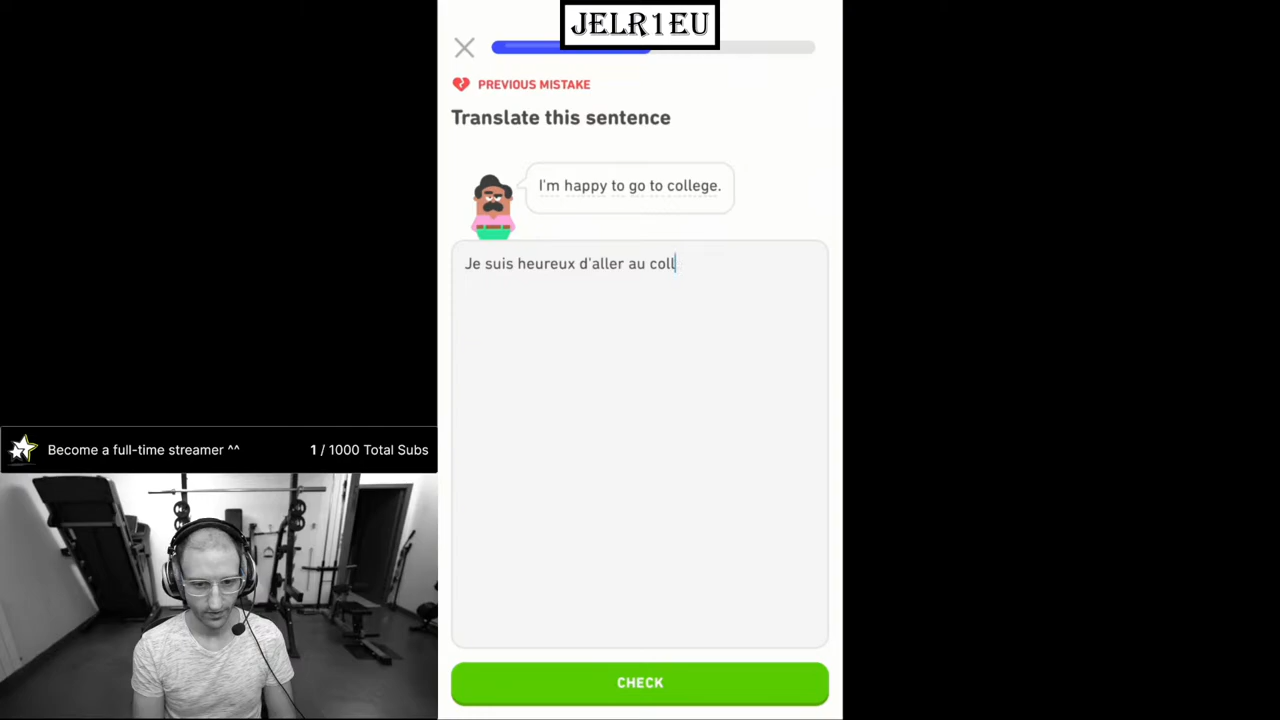 JELR1EU
PREVIOUS MISTAKE
Translate this sentence
I'm happy to go to college.
Je suis heureux d'aller au coll
Become a full-time streamer ^^ 1 / 1000 Total Subs
CHECK